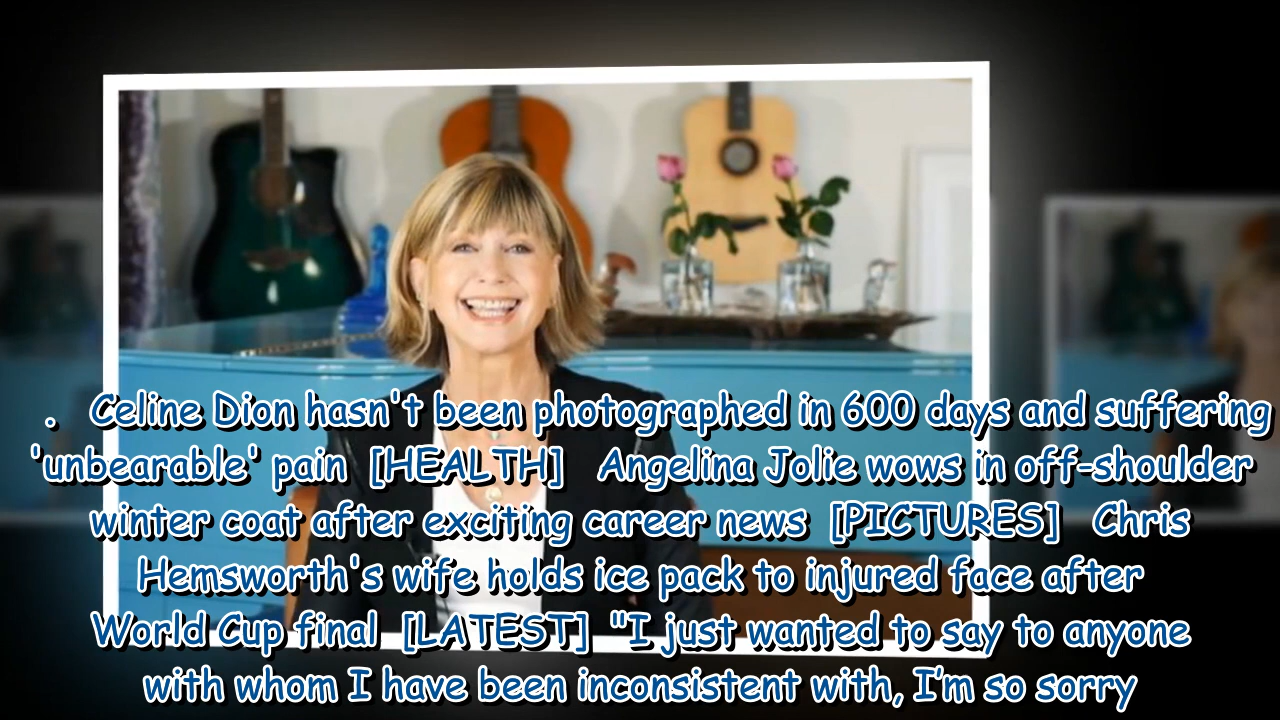 .   Celine Dion hasn't been photographed in 600 days and suffering
'unbearable' pain  [HEALTH]   Angelina Jolie wows in off-shoulder
winter coat after exciting career news  [PICTURES]   Chris
Hemsworth's wife holds ice pack to injured face after
World Cup final  [LATEST]  "I just wanted to say to anyone
with whom I have been inconsistent with, I’m so sorry